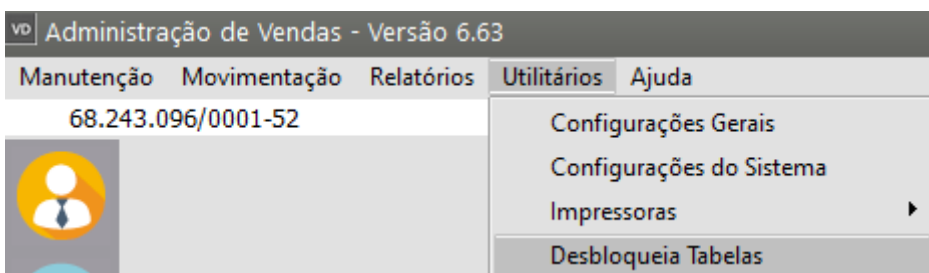 VD Administração de Vendas - Versão 6.63
Manutenção Movimentação Relatórios Utilitários Ajuda
68.243.096/0001-52
Configurações Gerais
Configurações do Sistema
Impressoras
Desbloqueia Tabelas